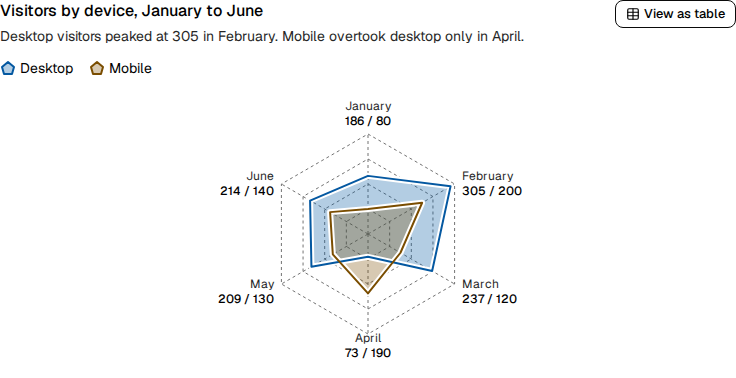 Visitors by device, January to June
View as table
Desktop visitors peaked at 305 in February. Mobile overtook desktop only in April.
Desktop
Mobile
January
186 / 80
June
214 / 140
February
305 / 200
May
209 / 130
March
237 / 120
April
73 / 190